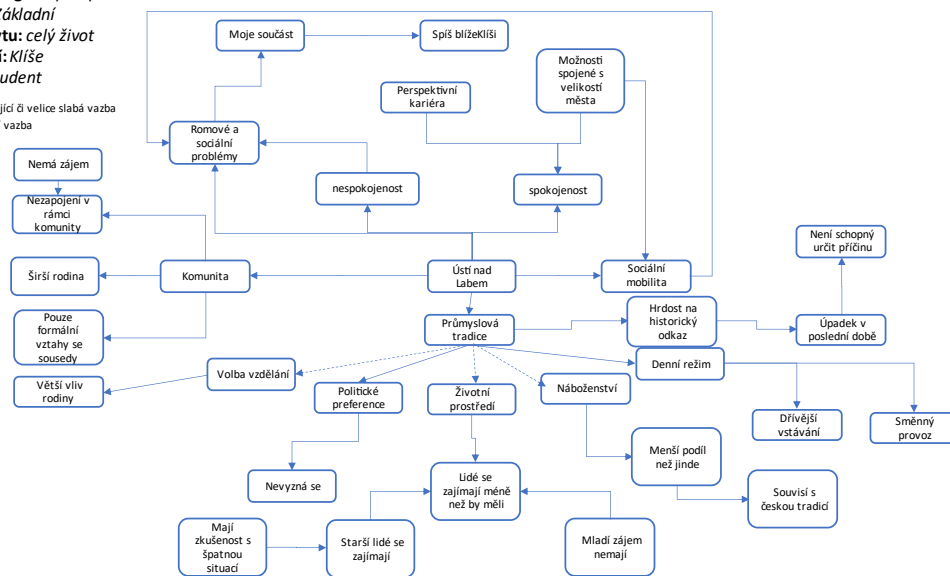 Základní
tu: celý život
í: Klíše
udent
jící či velice slabá vazba
vazba
Moje součást
Spíš blížeKlíši
Možnosti
spojené s
velikostí
města
Perspektivní
kariéra
Romové a
sociální
problémy
Nemá zájem
nespokojenost
spokojenost
Nezapojení v
rámci
komunity
Není schopný
určit příčinu
Širší rodina
Komunita
Ústí nad
Labem
Sociální
mobilita
Hrdost na
historický
odkaz
Úpadek v
poslední době
Pouze
formální
vztahy se
sousedy
Průmyslová
tradice
Denní režim
Volba vzdělání
Větší vliv
rodiny
Politické
preference
Životní
prostředí
Náboženství
Dřívější
vstávání
Směnný
provoz
Menší podíl
než jinde
Nevyzná se
Lidé se
zajímají méně
než by měli
Souvisí s
českou tradicí
Mají
zkušenost s
špatnou
situací
Starší lidé se
zajímají
Mladí zájem
nemají